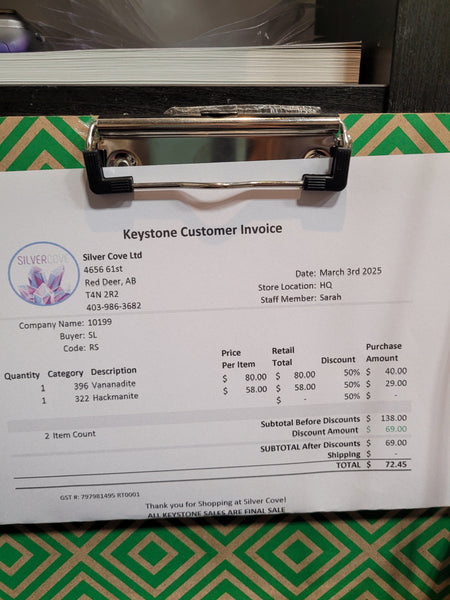 Keystone Customer Invoice
SILVERCOVE
Silver Cove Ltd
4656 61st
Red Deer, AB
T4N 2R2
403-986-3682
Date: March 3rd 2025
Store Location: HQ
Staff Member: Sarah
Company Name: 10199
Buyer: SL
Code: RS
Quantity Category Description Price Per Item Retail Total Discount Purchase Amount
1 396 Vananadite $ 80.00 $ 80.00 50% $ 40.00
1 322 Hackmanite $ 58.00 $ 58.00 50% $ 29.00
$ - 50% $ -
2 Item Count
Subtotal Before Discounts $ 138.00
Discount Amount $ 69.00
SUBTOTAL After Discounts $ 69.00
Shipping $ -
TOTAL $ 72.45
GST #: 797981495 RT0001
Thank you for Shopping at Silver Cove!
ALL KEYSTONE SALES ARE FINAL SALE